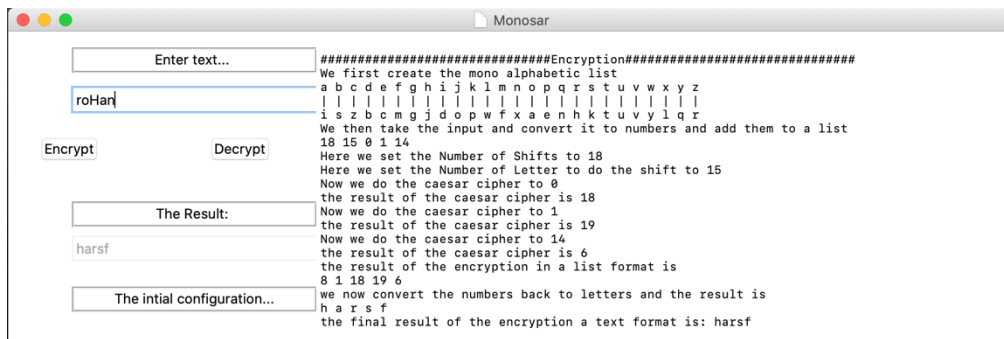 Monosar
Enter text...
roHan
Encrypt
Decrypt
The Result:
harsf
The intial configuration...
##############################Encryption##############################
We first create the mono alphabetic list
a b c d e f g h i j k l m n o p q r s t u v w x y z
| | | | | | | | | | | | | | | | | | | | | | | | | |
i s z b c m g j d o p w f x a e n h k t u v y l q r
We then take the input and convert it to numbers and add them to a list
18 15 0 1 14
Here we set the Number of Shifts to 18
Here we set the Number of Letter to do the shift to 15
Now we do the caesar cipher to 0
the result of the caesar cipher is 18
Now we do the caesar cipher to 1
the result of the caesar cipher is 19
Now we do the caesar cipher to 14
the result of the caesar cipher is 6
the result of the encryption in a list format is
8 1 18 19 6
we now convert the numbers back to letters and the result is
h a r s f
the final result of the encryption a text format is: harsf